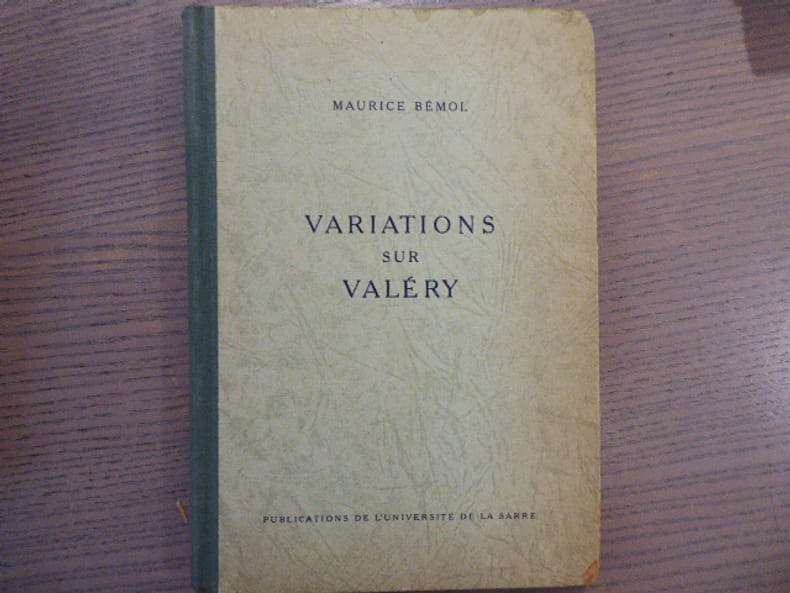 MAURICE BÉMOL
VARIATIONS
SUR
VALÉRY
PUBLICATIONS DE L'UNIVERSITÉ DE LA SARRE